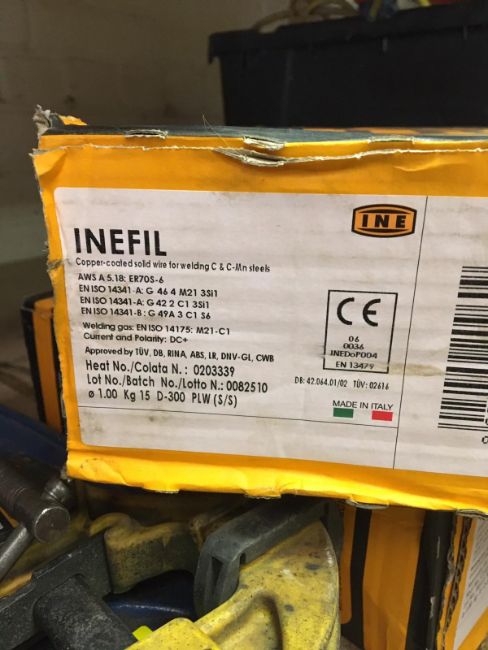 INE
INEFIL
Copper-coated solid wire for welding C & C-Mn steels
AWS A 5.18: ER70S-6
EN ISO 14341-A: G 46 4 M21 3Si1
EN ISO 14341-A: G 42 2 C1 3Si1
EN ISO 14341-B : G 49A 3 C1 S6
Welding gas: EN ISO 14175: M21-C1
Current and Polarity: DC+
Approved by TÜV, DB, RINA, ABS, LR, DNV-GL, CWB
Heat No./Colata N. : 0203339
Lot No./Batch No./Lotto N.: 0082510
ø 1.00 Kg 15 D-300 PLW (S/S)
CE
06
0036
INEDoP004
EN 13479
DB: 42.064.01/02 TÜV: 02616
MADE IN ITALY